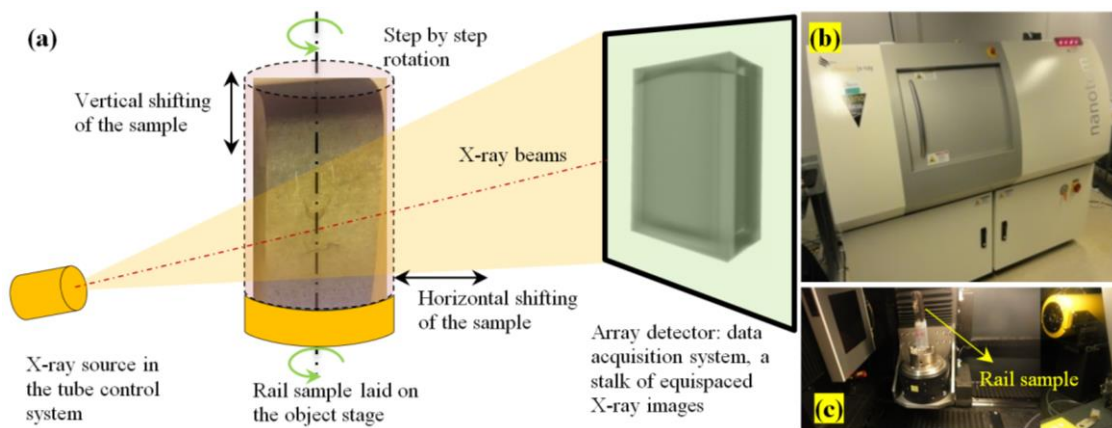 (a)
Step by step
rotation
Vertical shifting
of the sample
X-ray beams
Horizontal shifting
of the sample
X-ray source in
the tube control
system
Rail sample laid on
the object stage
Array detector: data
acquisition system, a
stalk of equispaced
X-ray images
(b)
nanotom
Rail sample
(c)